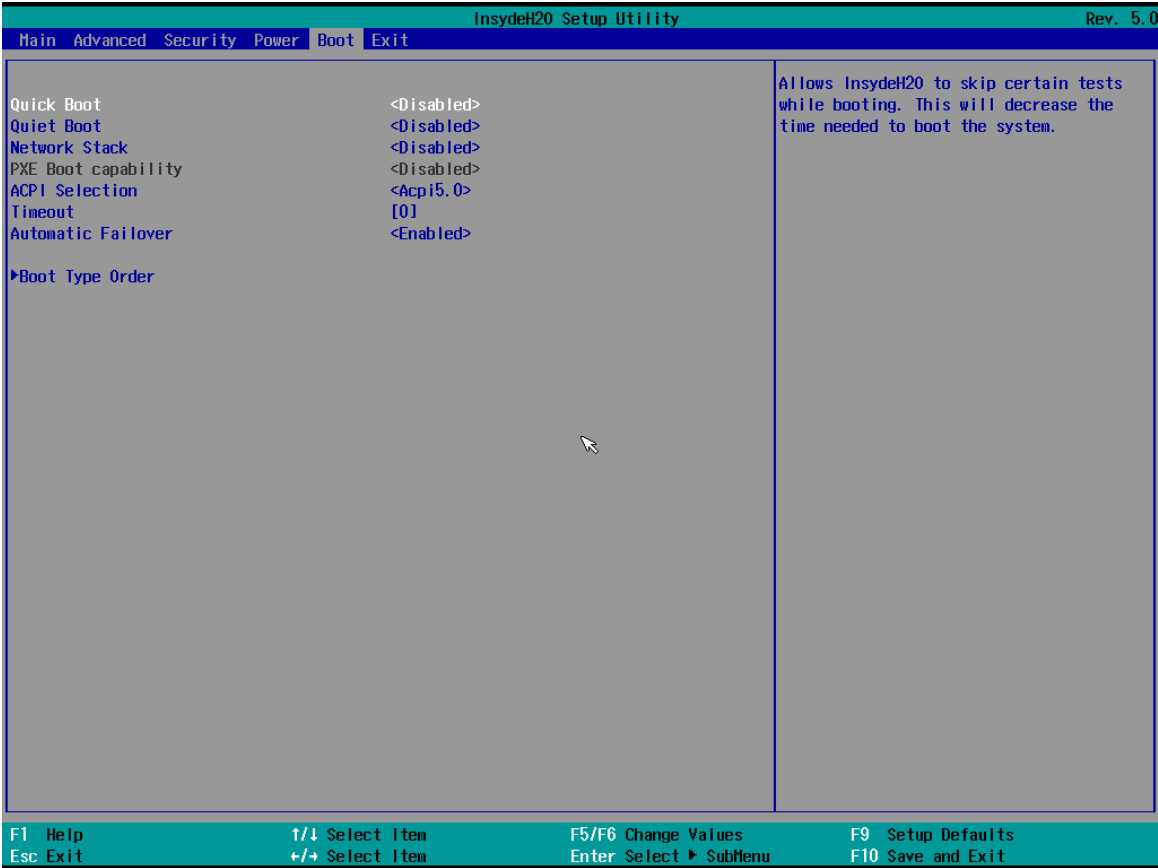 InsydeH20 Setup Utility Rev. 5.0
Main Advanced Security Power Boot Exit
Quick Boot <Disabled>
Quiet Boot <Disabled>
Network Stack <Disabled>
PXE Boot capability <Disabled>
ACPI Selection <Acpi5.0>
Timeout [0]
Automatic Failover <Enabled>
▶Boot Type Order
Allows InsydeH20 to skip certain tests
while booting. This will decrease the
time needed to boot the system.
F1 Help ↑/↓ Select Item F5/F6 Change Values F9 Setup Defaults
Esc Exit ←/→ Select Item Enter Select ▶ SubMenu F10 Save and Exit